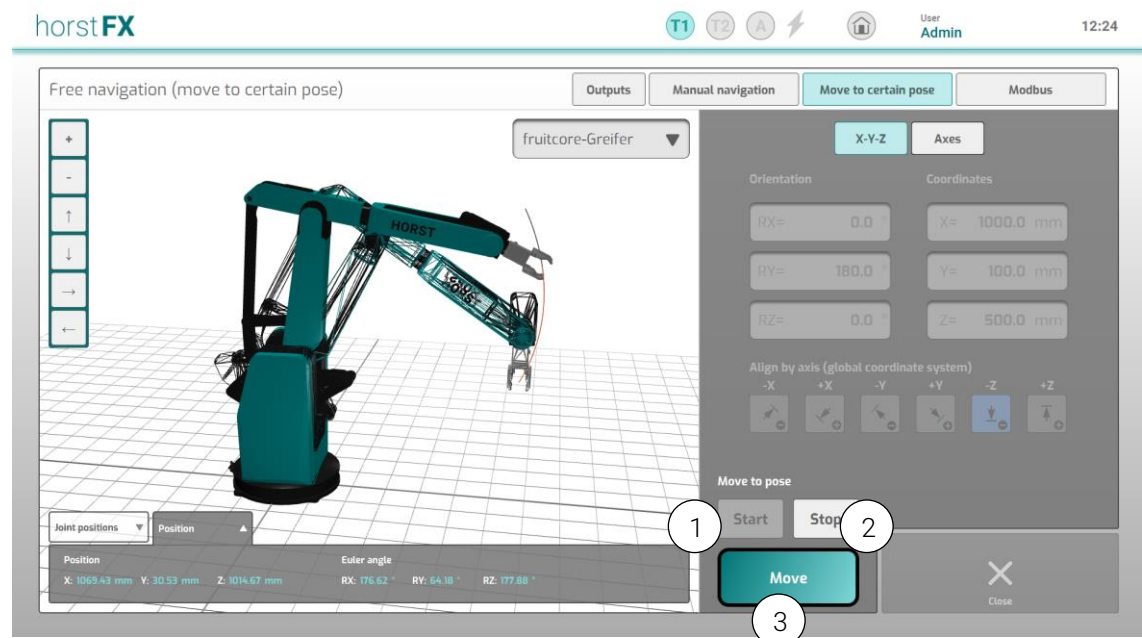 horstFX
T1 T2 A
User
Admin
12:24
Free navigation (move to certain pose)
Outputs
Manual navigation
Move to certain pose
Modbus
+
-
↑
↓
→
←
fruitcore-Greifer
HORST
X-Y-Z
Axes
Orientation
Coordinates
RX= 0.0 °
X= 1000.0 mm
RY= 180.0 °
Y= 100.0 mm
RZ= 0.0 °
Z= 500.0 mm
Align by axis (global coordinate system)
-X +X -Y +Y -Z +Z
Move to pose
1
Start
Stop
2
Move
3
Close
Joint positions
Position
Position
Euler angle
X: 1069.43 mm Y: 30.53 mm Z: 1014.67 mm
RX: 176.62 ° RY: 64.18 ° RZ: 177.88 °